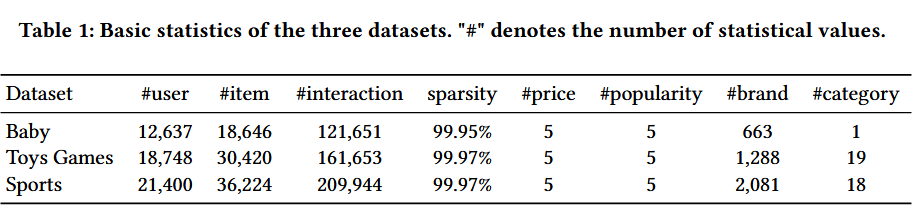 Table 1: Basic statistics of the three datasets. "#" denotes the number of statistical values.
Dataset #user #item #interaction sparsity #price #popularity #brand #category
Baby 12,637 18,646 121,651 99.95% 5 5 663 1
Toys Games 18,748 30,420 161,653 99.97% 5 5 1,288 19
Sports 21,400 36,224 209,944 99.97% 5 5 2,081 18